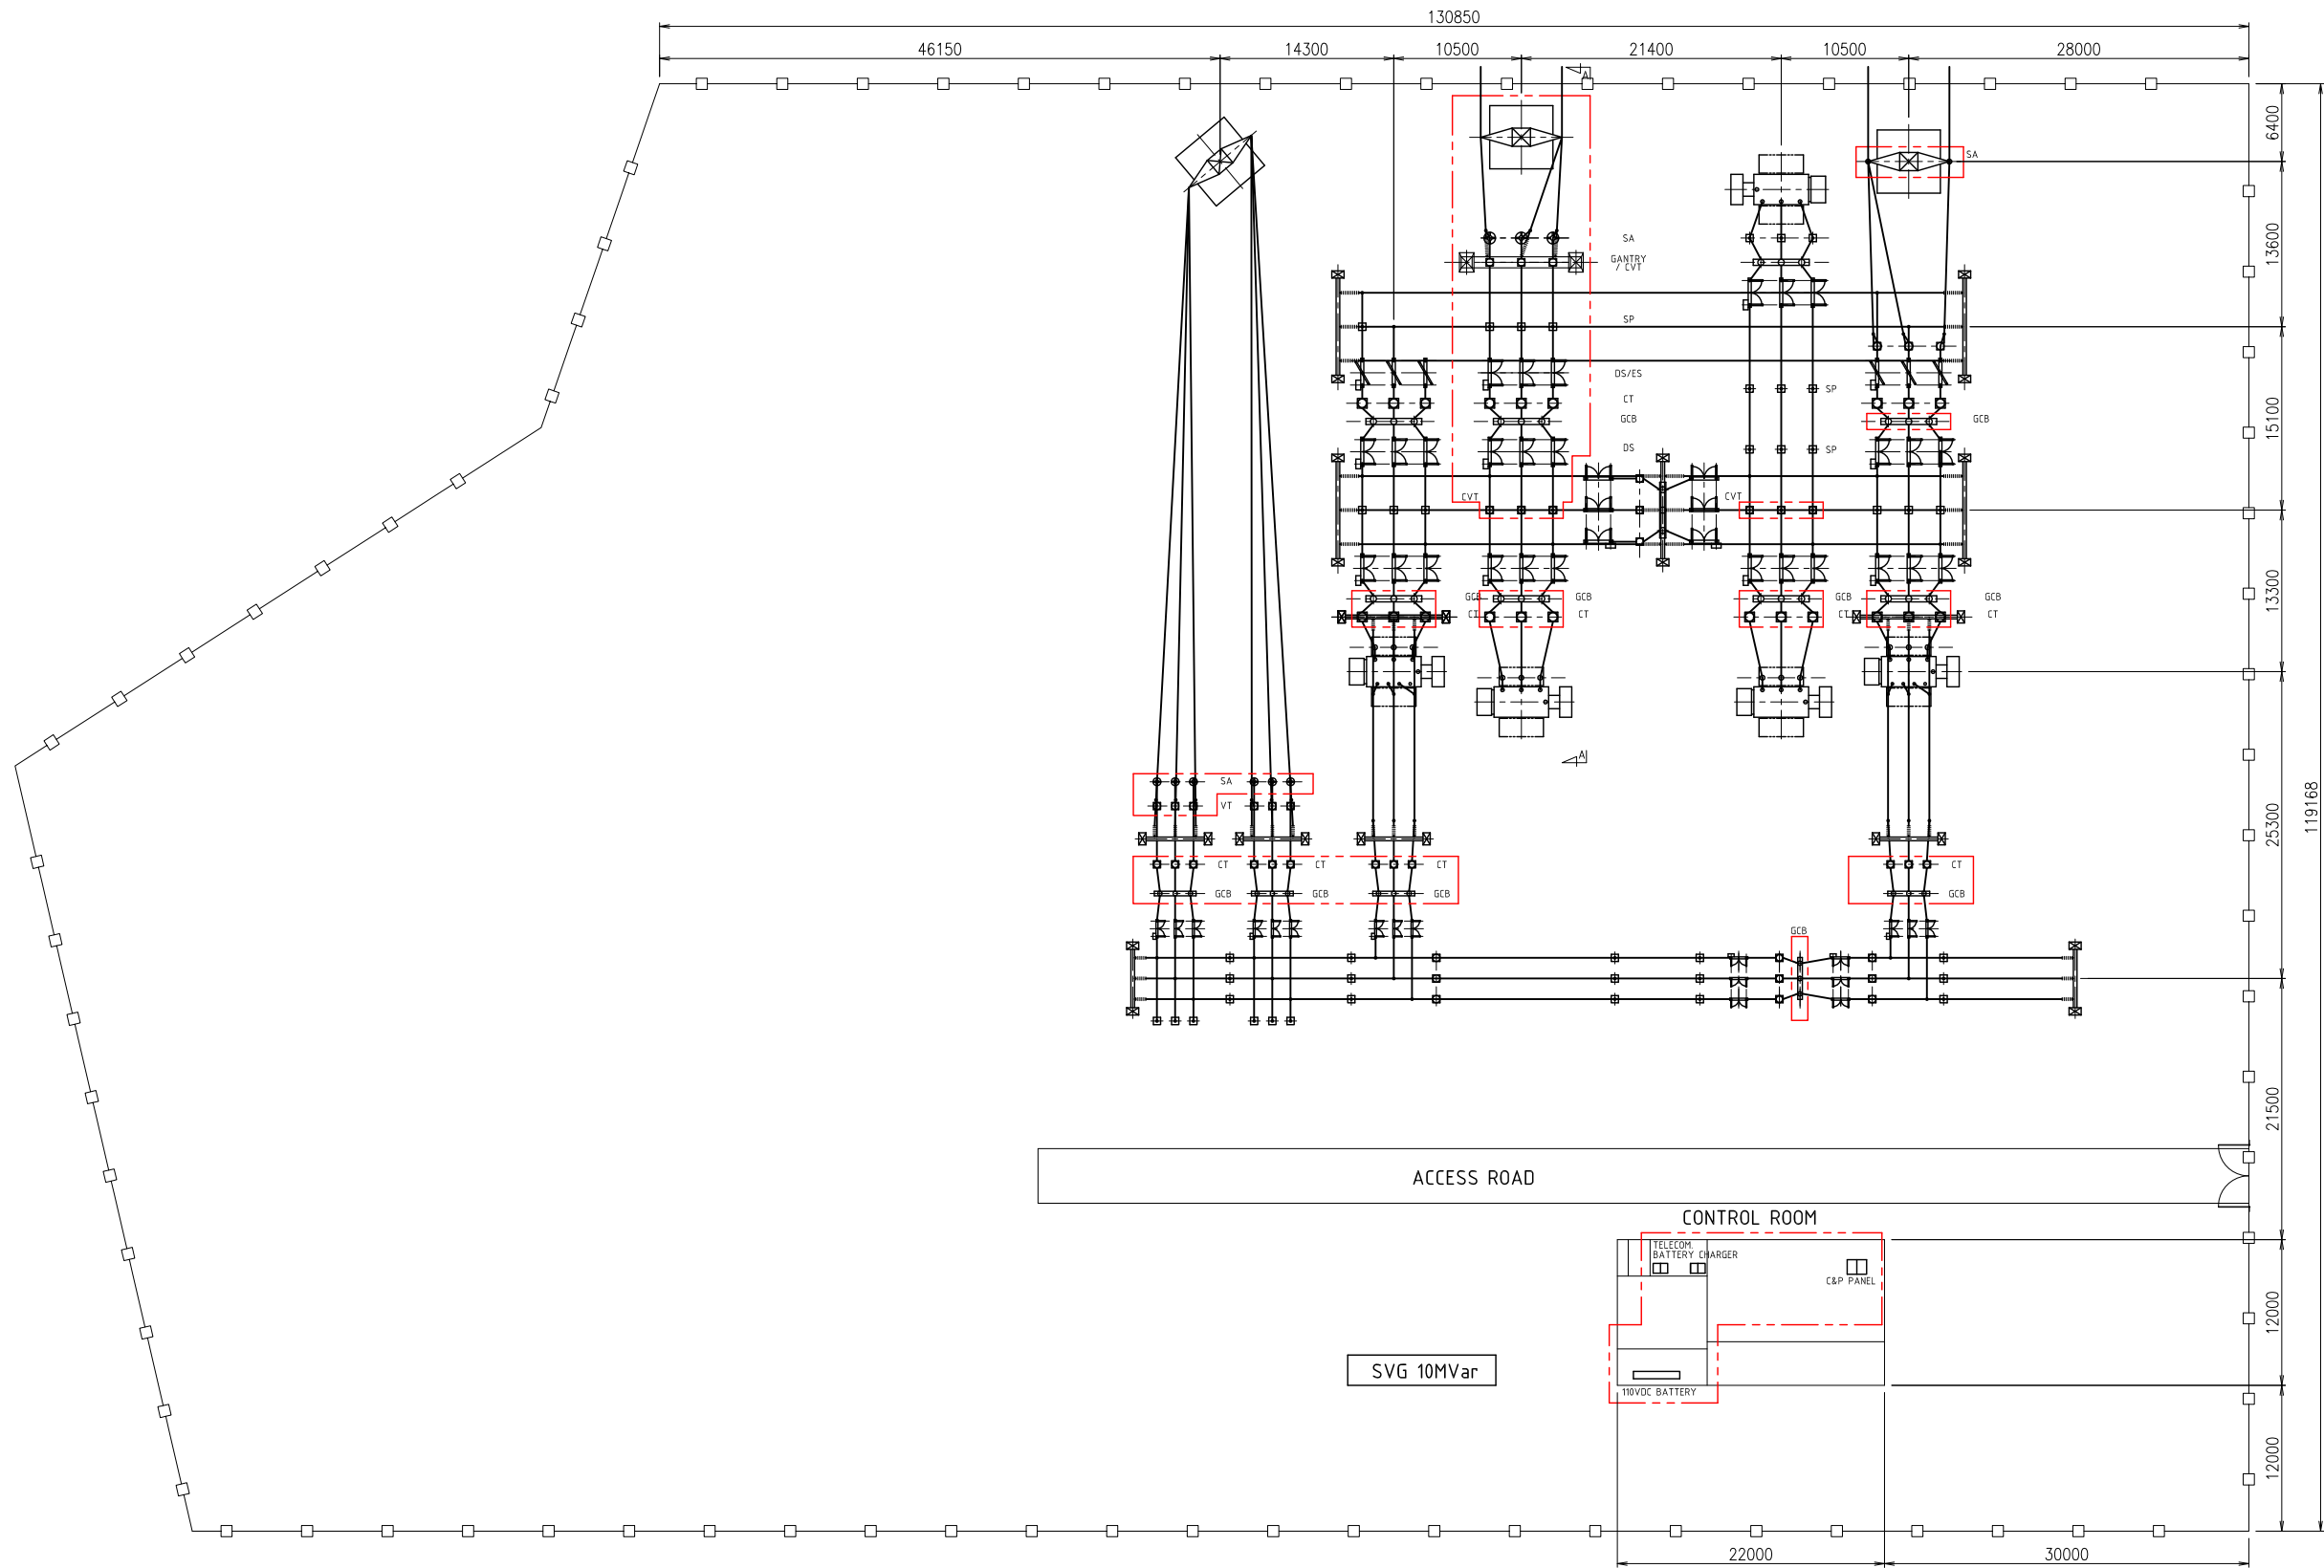 130850
46150
14300
10500
21400
10500
28000
A
6400
SA
SA
GANTRY
/ CVT
13600
SP
DS/ES
SP
CT
GCB
GCB
15100
DS
SP
CVT
CVT
GCB
GCB
GCB
GCB
CT
CT
CT
CT
13300
A
SA
VT
119168
25300
CT
CT
CT
CT
GCB
GCB
GCB
GCB
GCB
21500
ACCESS ROAD
CONTROL ROOM
TELECOM.
BATTERY CHARGER
C&P PANEL
12000
SVG 10MVar
110VDC BATTERY
12000
22000
30000